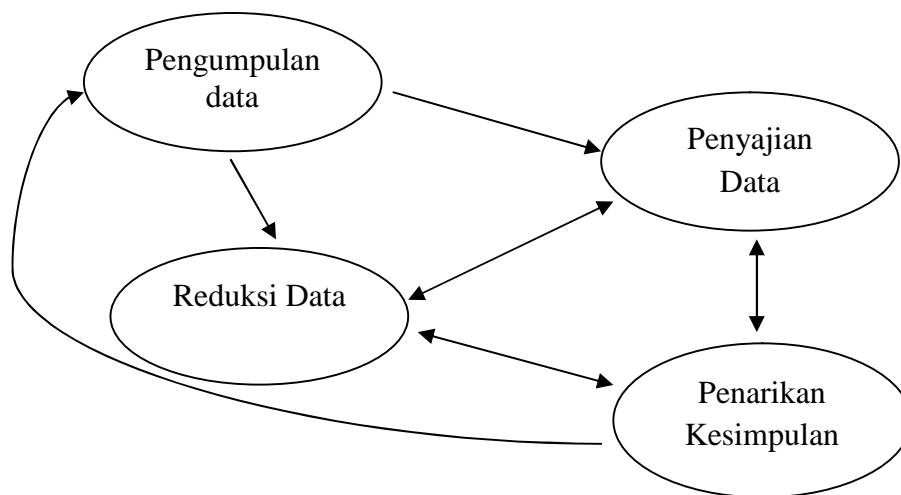 Pengumpulan
data
Penyajian
Data
Reduksi Data
Penarikan
Kesimpulan